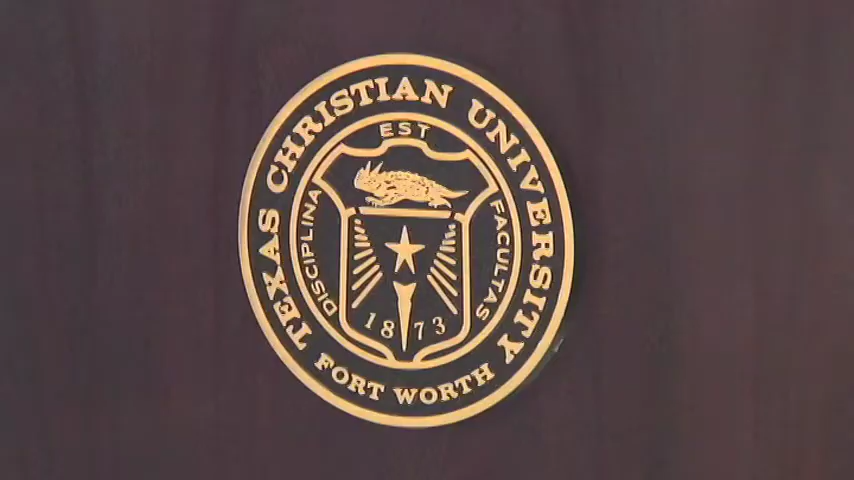 TEXAS CHRISTIAN UNIVERSITY
FORT WORTH
DISCIPLINA EST FACULTAS
1873